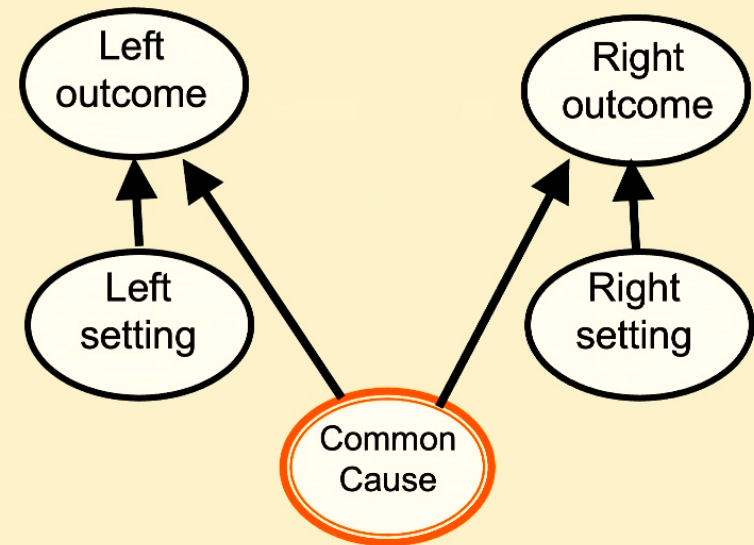 Left
outcome
Right
outcome
Left
setting
Right
setting
Common
Cause